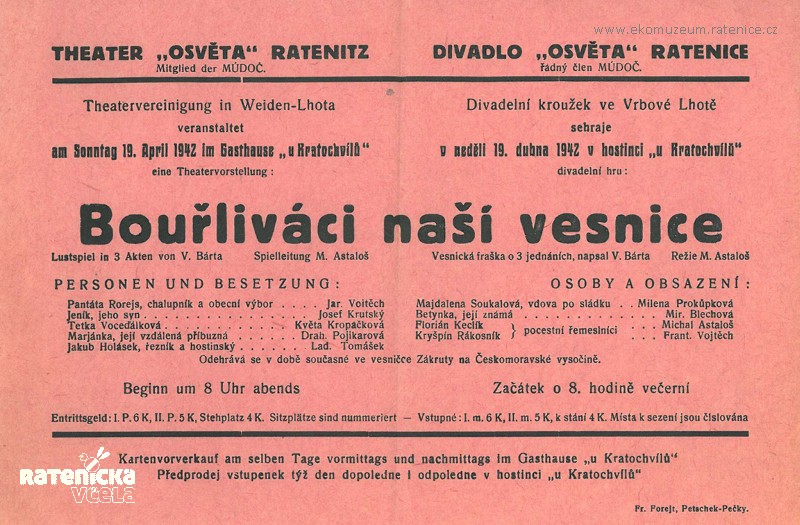 www.ekomuzeum.ratenice.cz
THEATER „OSVĚTA“ RATENITZ
Mitglied der MÚDOČ.
DIVADLO „OSVĚTA“ RATENICE
řádný člen MÚDOČ.
Theatervereinigung in Weiden-Lhota
veranstaltet
am Sonntag 19. April 1942 im Gasthause „u Kratochvílů“
eine Theatervorstellung :
Divadelní kroužek ve Vrbové Lhotě
sehraje
v neděli 19. dubna 1942 v hostinci „u Kratochvílů“
divadelní hru :
Bouřliváci naší vesnice
Lustspiel in 3 Akten von V. Bárta Spielleitung M. Astaloš
Vesnická fraška o 3 jednáních, napsal V. Bárta Režie M. Astaloš
PERSONEN UND BESETZUNG :
Pantáta Rorejs, chalupník a obecní výbor . . . . Jar. Voitěch
Jeník, jeho syn . . . . . . . . . . . . . . . Josef Krutský
Tetka Voceďálková . . . . . . . . . . . . Květa Kropáčková
Marjánka, její vzdálená příbuzná . . . . . . Drah. Pojikarová
Jakub Holásek, řezník a hostinský . . . . . . Lad. Tomášek
OSOBY A OBSAZENÍ :
Majdalena Soukalová, vdova po sládku . . Milena Prokůpková
Betynka, její známá . . . . . . . . . . . . Mir. Blechová
Florián Keclík } pocestní řemeslníci . . . Michal Astaloš
Kryšpín Rákosník } . . . Frant. Vojtěch
Odehrává se v době současné ve vesničce Zákruty na Českomoravské vysočině.
Beginn um 8 Uhr abends
Začátek o 8. hodině večerní
Entrittsgeld : I. P. 6 K, II. P. 5 K, Stehplatz 4 K. Sitzplätze sind nummeriert — Vstupné : I. m. 6 K, II. m. 5 K, k stání 4 K. Místa k sezení jsou číslována
Kartenvorverkauf am selben Tage vormittags und nachmittags im Gasthause „u Kratochvílů“
Předprodej vstupenek týž den dopoledne i odpoledne v hostinci „u Kratochvílů“
RATENICKÁ
Včela
Fr. Forejt, Petschek-Pečky.